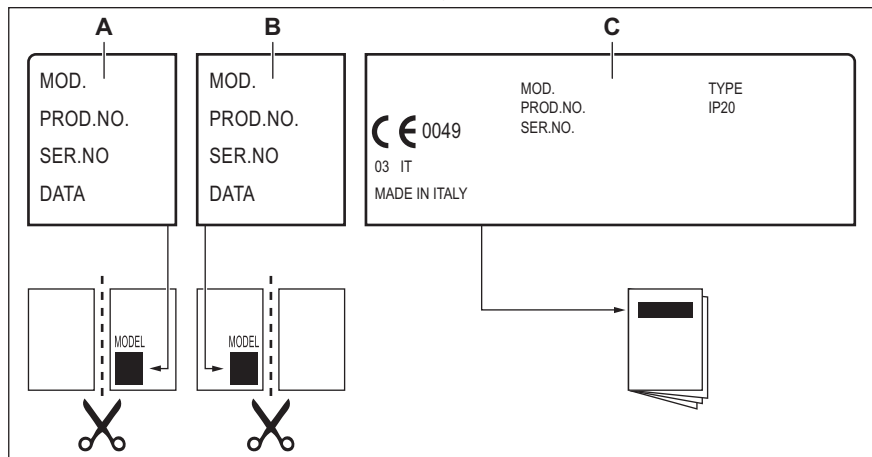 A
B
C
MOD.
PROD.NO.
SER.NO
DATA
MOD.
PROD.NO.
SER.NO
DATA
MOD.
PROD.NO.
SER.NO.
TYPE
IP20
CE 0049
03 IT
MADE IN ITALY
MODEL
MODEL